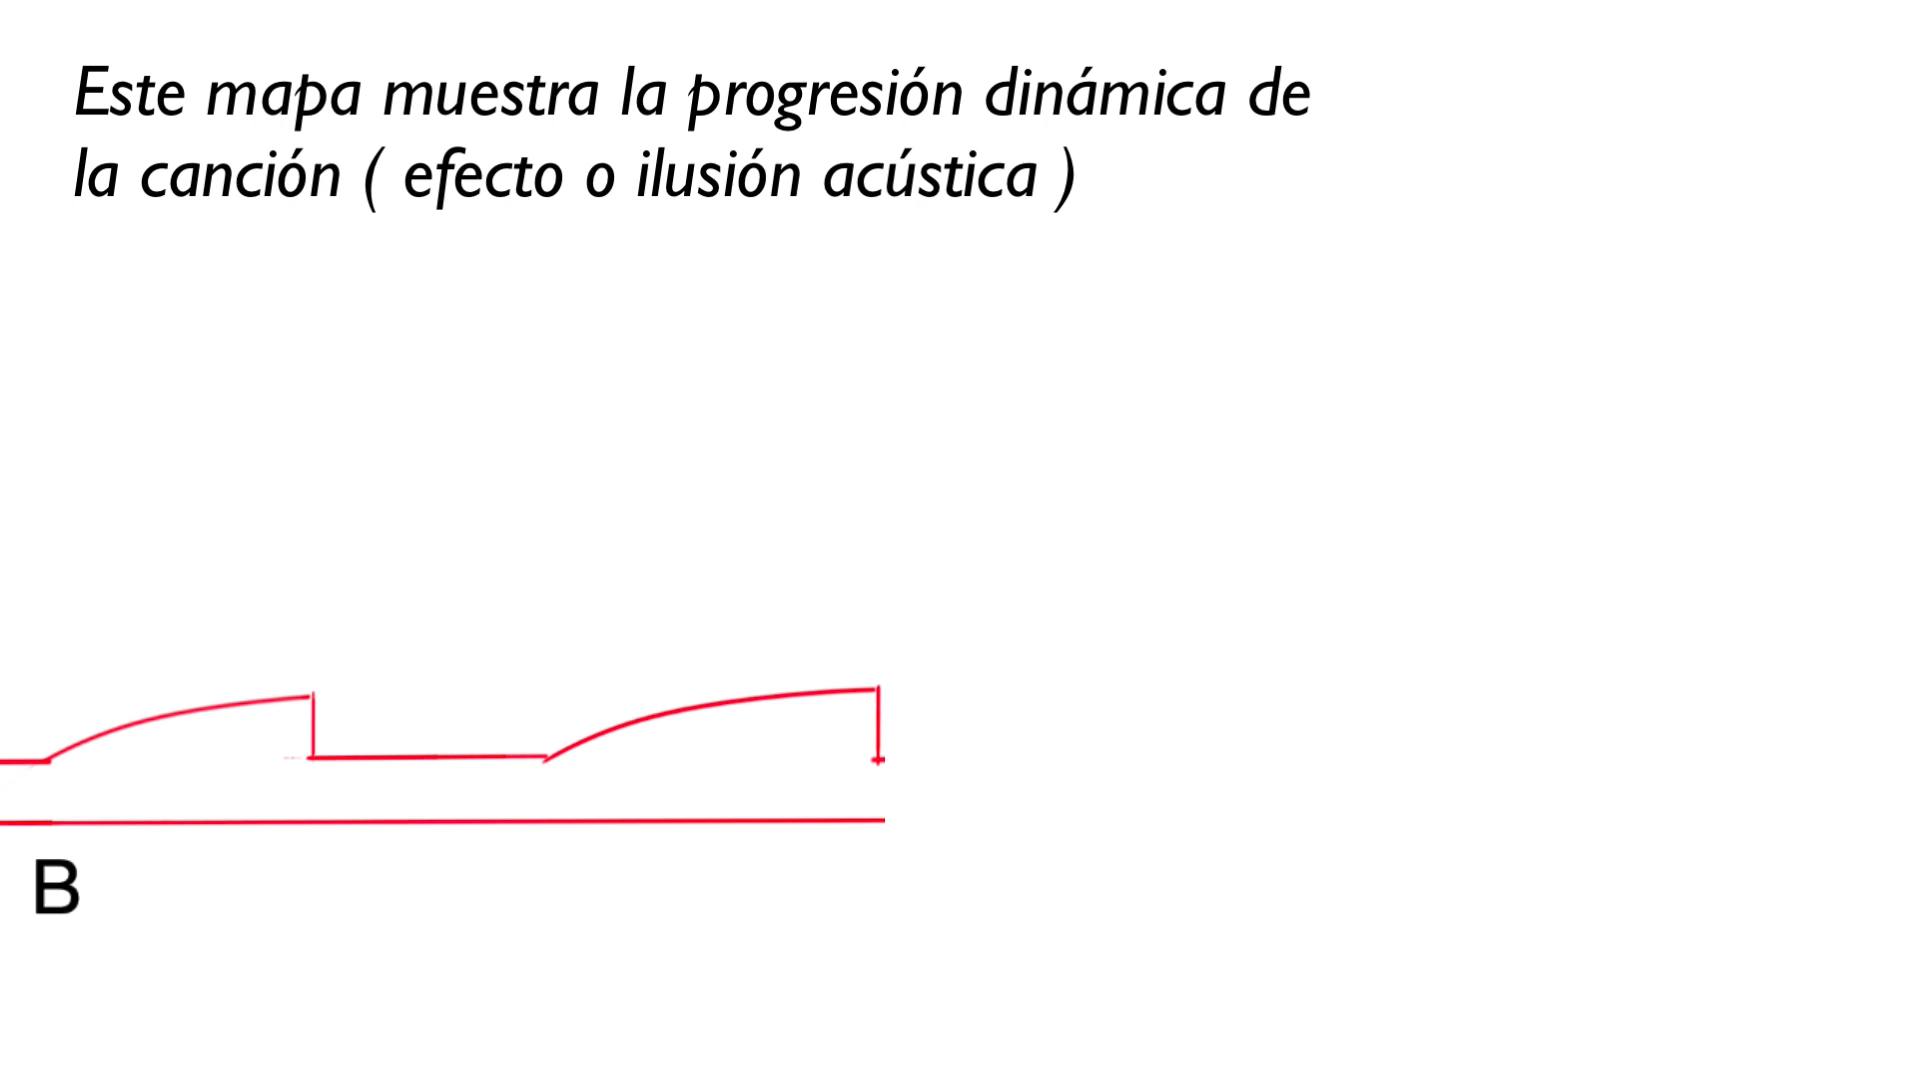 Este mapa muestra la progresión dinámica de
la canción ( efecto o ilusión acústica )
B